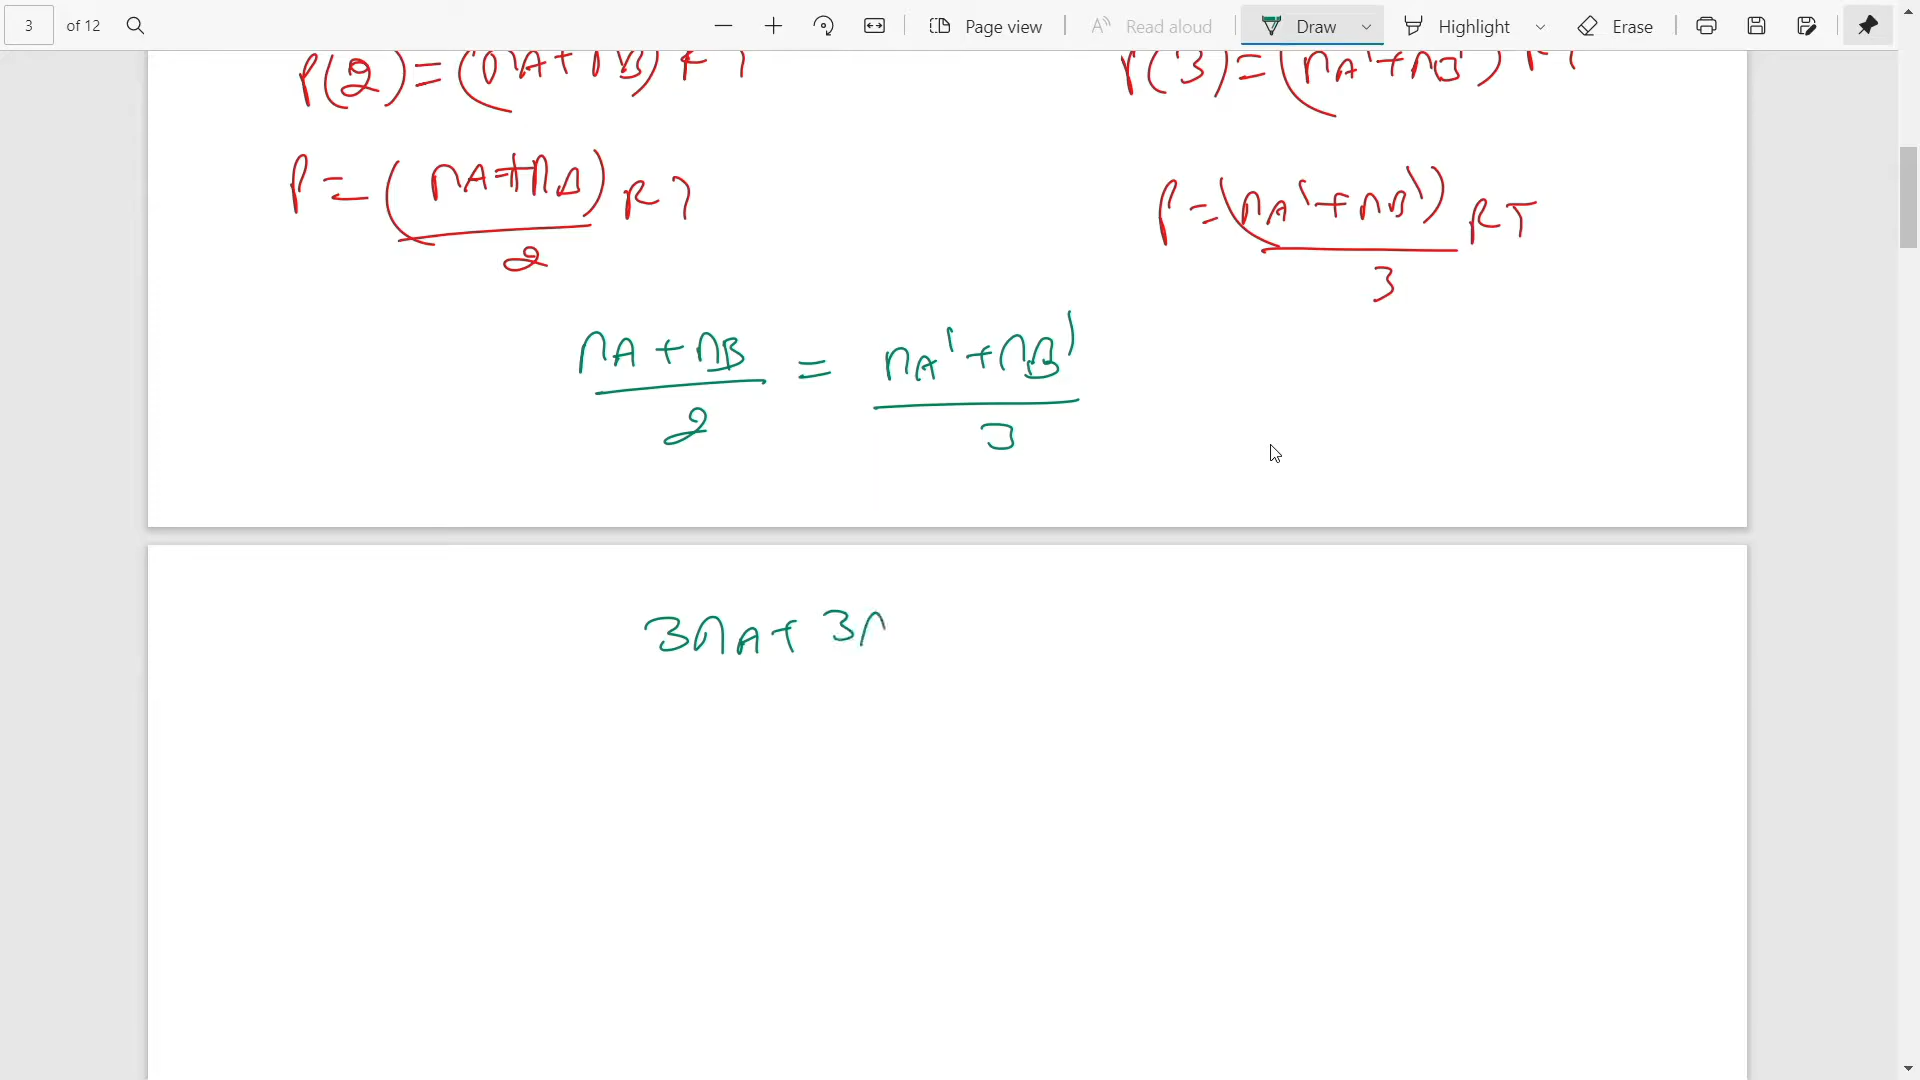 3 of 12 Page view Read aloud Draw Highlight Erase
P(2)=(nA+nB)RT P(3)=(nA'+nB')RT
P=(nA+nB)/2 RT
P=(nA'+nB')/3 RT
nA+nB/2 = nA'+nB'/3
3nA+3n